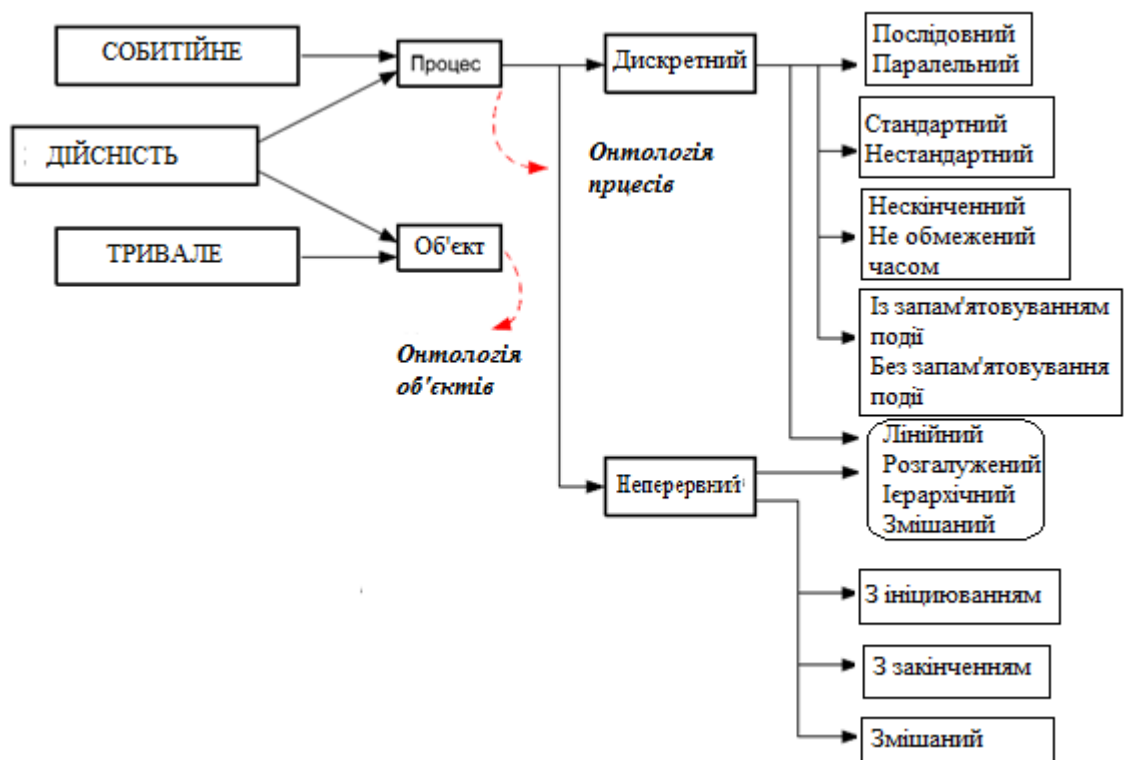 СОБИТІЙНЕ
ДІЙСНІСТЬ
ТРИВАЛЕ
Процес
Об'єкт
Онтологія
прцесів
Онтологія
об'єктів
Дискретний
Неперервний
Послідовний
Паралельний
Стандартний
Нестандартний
Нескінченний
Не обмежений
часом
Із запам'ятовуванням
події
Без запам'ятовування
події
Лінійний
Розгалужений
Ієрархічний
Змішаний
З ініциюванням
З закінченням
Змішаний